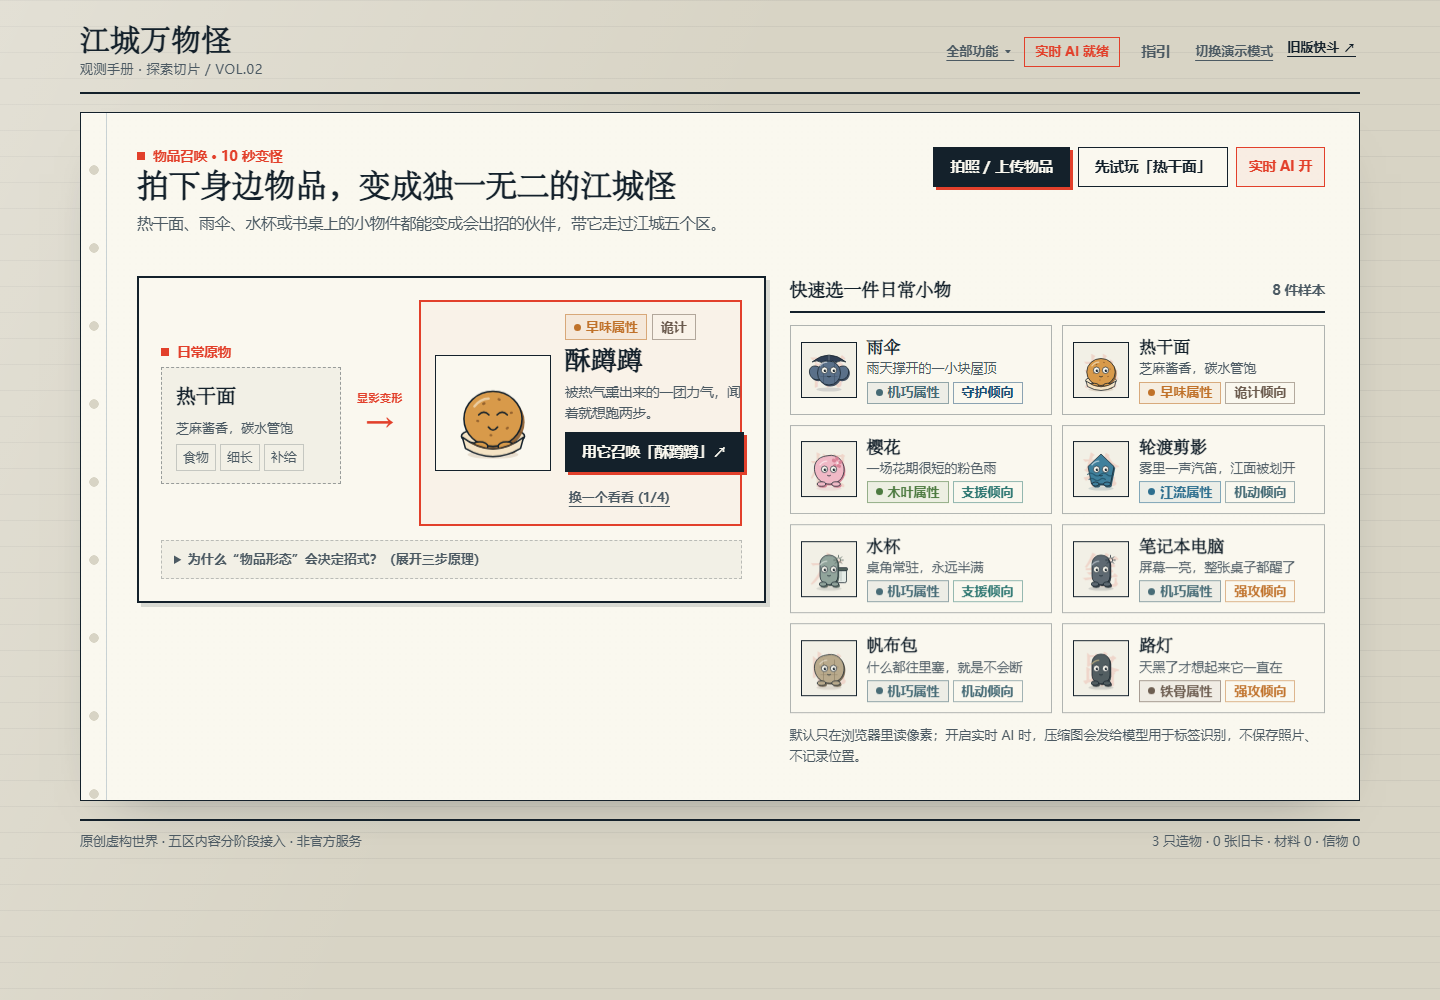 江城万物怪
观测手册 · 探索切片 / VOL.02
全部功能
实时 AI 就绪
指引
切换演示模式
旧版快斗 ↗
物品召唤 • 10 秒变怪
拍下身边物品，变成独一无二的江城怪
热干面、雨伞、水杯或书桌上的小物件都能变成会出招的伙伴，带它走过江城五个区。
拍照 / 上传物品
先试玩「热干面」
实时 AI 开
日常原物
热干面
芝麻酱香，碳水管饱
食物 细长 补给
显影变形
→
早味属性 诡计
酥蹲蹲
被热气熏出来的一团力气，闻
着就想跑两步。
用它召唤「酥蹲蹲」 ↗
换一个看看 (1/4)
▶ 为什么“物品形态”会决定招式？（展开三步原理）
快速选一件日常小物
8 件样本
雨伞
雨天撑开的一小块屋顶
机巧属性 守护倾向
热干面
芝麻酱香，碳水管饱
早味属性 诡计倾向
樱花
一场花期很短的粉色雨
木叶属性 支援倾向
轮渡剪影
雾里一声汽笛，江面被划开
江流属性 机动倾向
水杯
桌角常驻，永远半满
机巧属性 支援倾向
笔记本电脑
屏幕一亮，整张桌子都醒了
机巧属性 强攻倾向
帆布包
什么都往里塞，就是不会断
机巧属性 机动倾向
路灯
天黑了才想起来它一直在
铁骨属性 强攻倾向
默认只在浏览器里读像素；开启实时 AI 时，压缩图会发给模型用于标签识别，不保存照片、
不记录位置。
原创虚构世界 · 五区内容分阶段接入 · 非官方服务
3 只造物 · 0 张旧卡 · 材料 0 · 信物 0